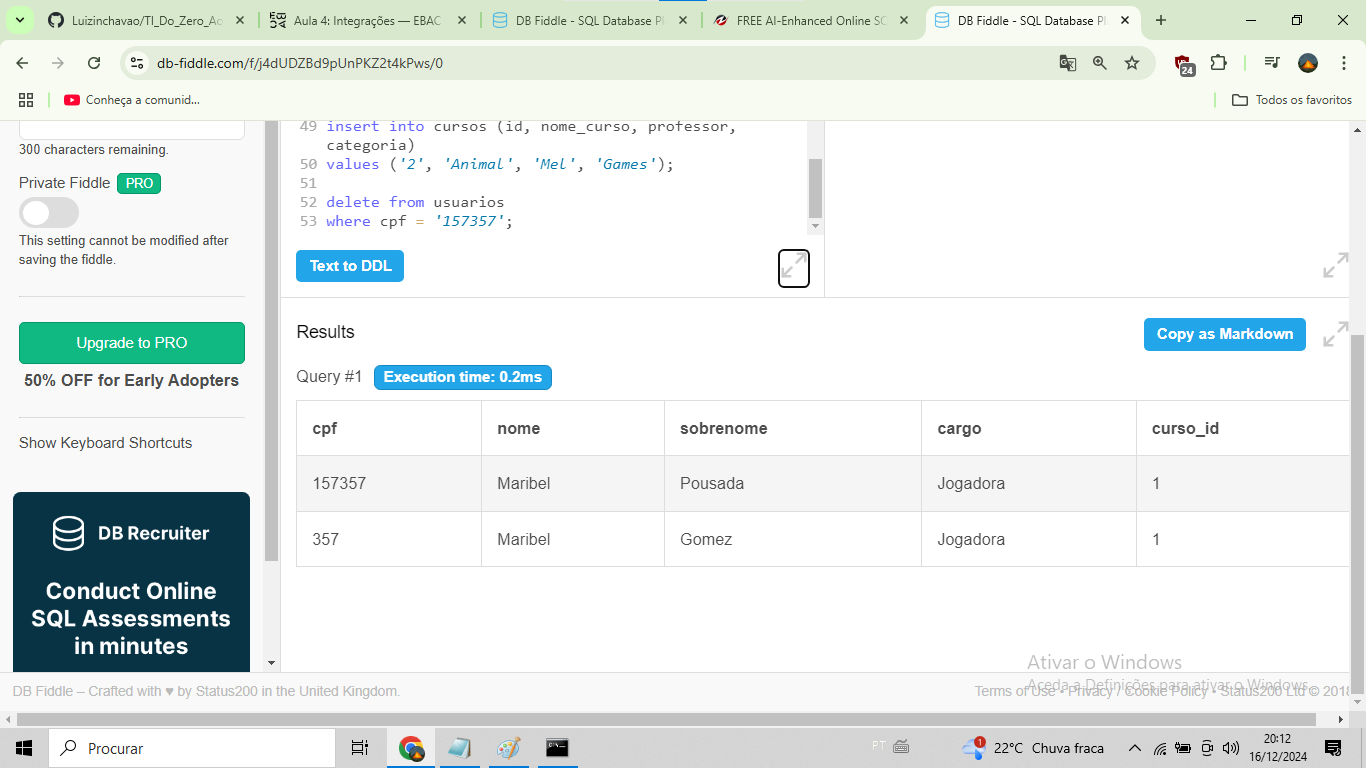 Luizinchavao/TI_Do_Zero_Ao
Aula 4: Integrações — EBAC
DB Fiddle - SQL Database Pl
FREE AI-Enhanced Online SQ
DB Fiddle - SQL Database Pl
db-fiddle.com/f/j4dUDZBd9pUnPKZ2t4kPws/0
24
Conheça a comunid...
Todos os favoritos
300 characters remaining.
Private Fiddle PRO
This setting cannot be modified after
saving the fiddle.
Upgrade to PRO
50% OFF for Early Adopters
Show Keyboard Shortcuts
DB Recruiter
Conduct Online
SQL Assessments
in minutes
49 insert into cursos (id, nome_curso, professor,
categoria)
50 values ('2', 'Animal', 'Mel', 'Games');
51
52 delete from usuarios
53 where cpf = '157357';
Text to DDL
Results
Copy as Markdown
Query #1 Execution time: 0.2ms
cpf nome sobrenome cargo curso_id
157357 Maribel Pousada Jogadora 1
357 Maribel Gomez Jogadora 1
Ativar o Windows
Aceda a Definições para ativar o Windows.
DB Fiddle – Crafted with ♥ by Status200 in the United Kingdom.
Terms of Use • Privacy / Cookie Policy • Status200 Ltd © 2018
Procurar
PT
1
22°C Chuva fraca
20:12
16/12/2024